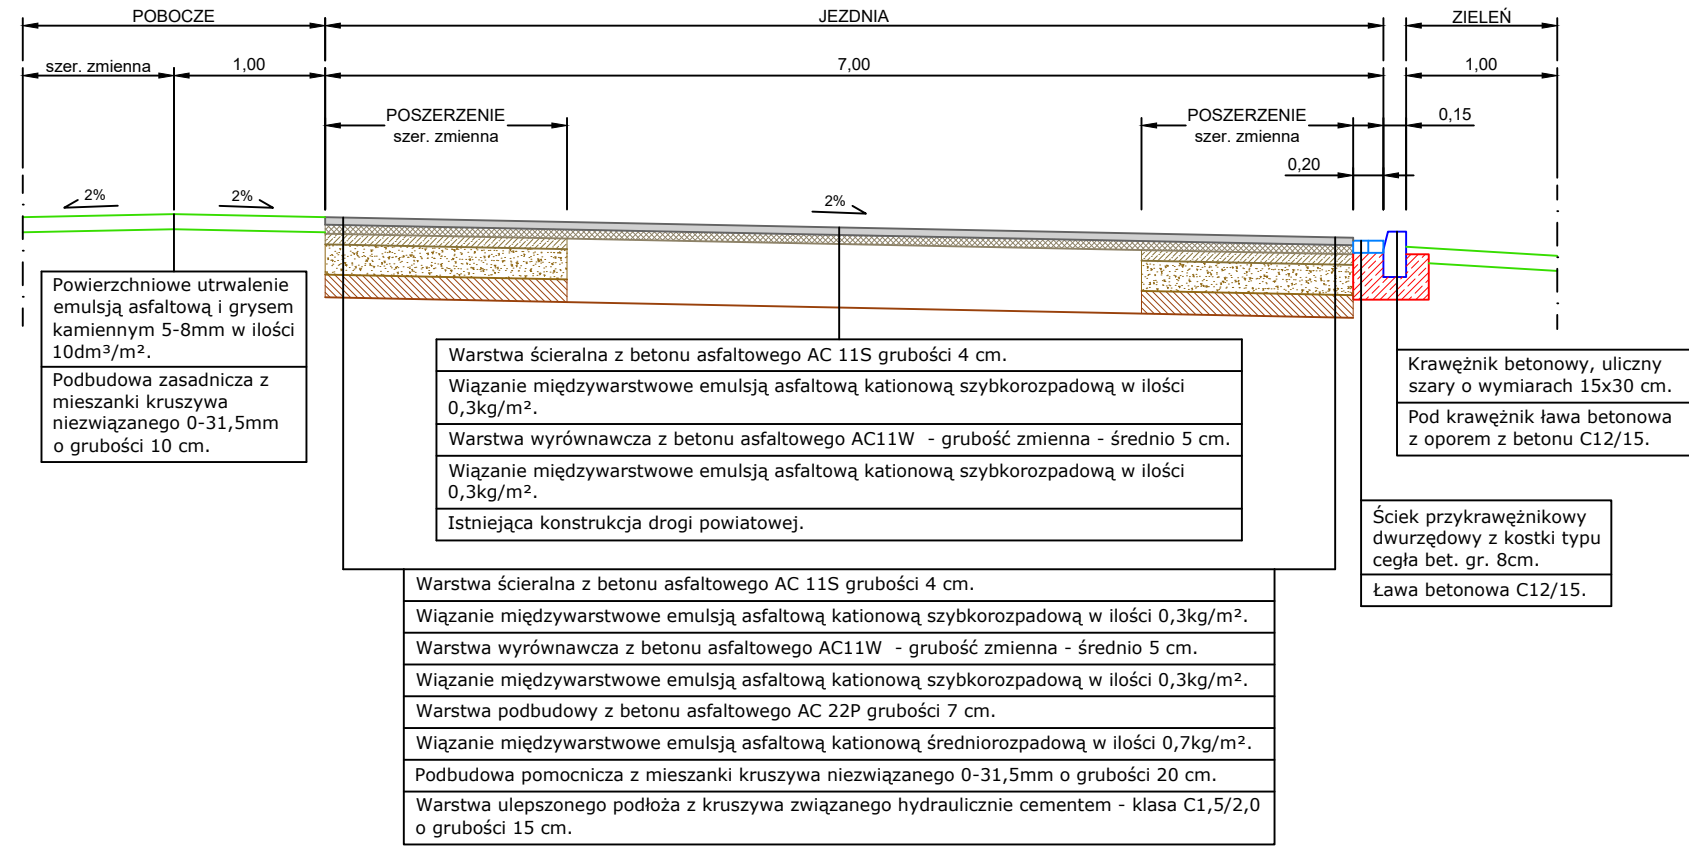 POBOCZE
JEZDNIA
ZIELEŃ
szer. zmienna
1,00
7,00
1,00
POSZERZENIE
szer. zmienna
POSZERZENIE
szer. zmienna
0,15
0,20
2%
2%
2%
Powierzchniowe utrwalenie
emulsją asfaltową i grysem
kamiennym 5-8mm w ilości
10dm³/m².
Podbudowa zasadnicza z
mieszanki kruszywa
niezwiązanego 0-31,5mm
o grubości 10 cm.
Warstwa ścieralna z betonu asfaltowego AC 11S grubości 4 cm.
Wiązanie międzywarstwowe emulsją asfaltową kationową szybkorozpadową w ilości
0,3kg/m².
Warstwa wyrównawcza z betonu asfaltowego AC11W - grubość zmienna - średnio 5 cm.
Wiązanie międzywarstwowe emulsją asfaltową kationową szybkorozpadową w ilości
0,3kg/m².
Istniejąca konstrukcja drogi powiatowej.
Krawężnik betonowy, uliczny
szary o wymiarach 15x30 cm.
Pod krawężnik ława betonowa
z oporem z betonu C12/15.
Ściek przykrawężnikowy
dwurzędowy z kostki typu
cegła bet. gr. 8cm.
Ława betonowa C12/15.
Warstwa ścieralna z betonu asfaltowego AC 11S grubości 4 cm.
Wiązanie międzywarstwowe emulsją asfaltową kationową szybkorozpadową w ilości 0,3kg/m².
Warstwa wyrównawcza z betonu asfaltowego AC11W - grubość zmienna - średnio 5 cm.
Wiązanie międzywarstwowe emulsją asfaltową kationową szybkorozpadową w ilości 0,3kg/m².
Warstwa podbudowy z betonu asfaltowego AC 22P grubości 7 cm.
Wiązanie międzywarstwowe emulsją asfaltową kationową średniorozpadową w ilości 0,7kg/m².
Podbudowa pomocnicza z mieszanki kruszywa niezwiązanego 0-31,5mm o grubości 20 cm.
Warstwa ulepszonego podłoża z kruszywa związanego hydraulicznie cementem - klasa C1,5/2,0
o grubości 15 cm.